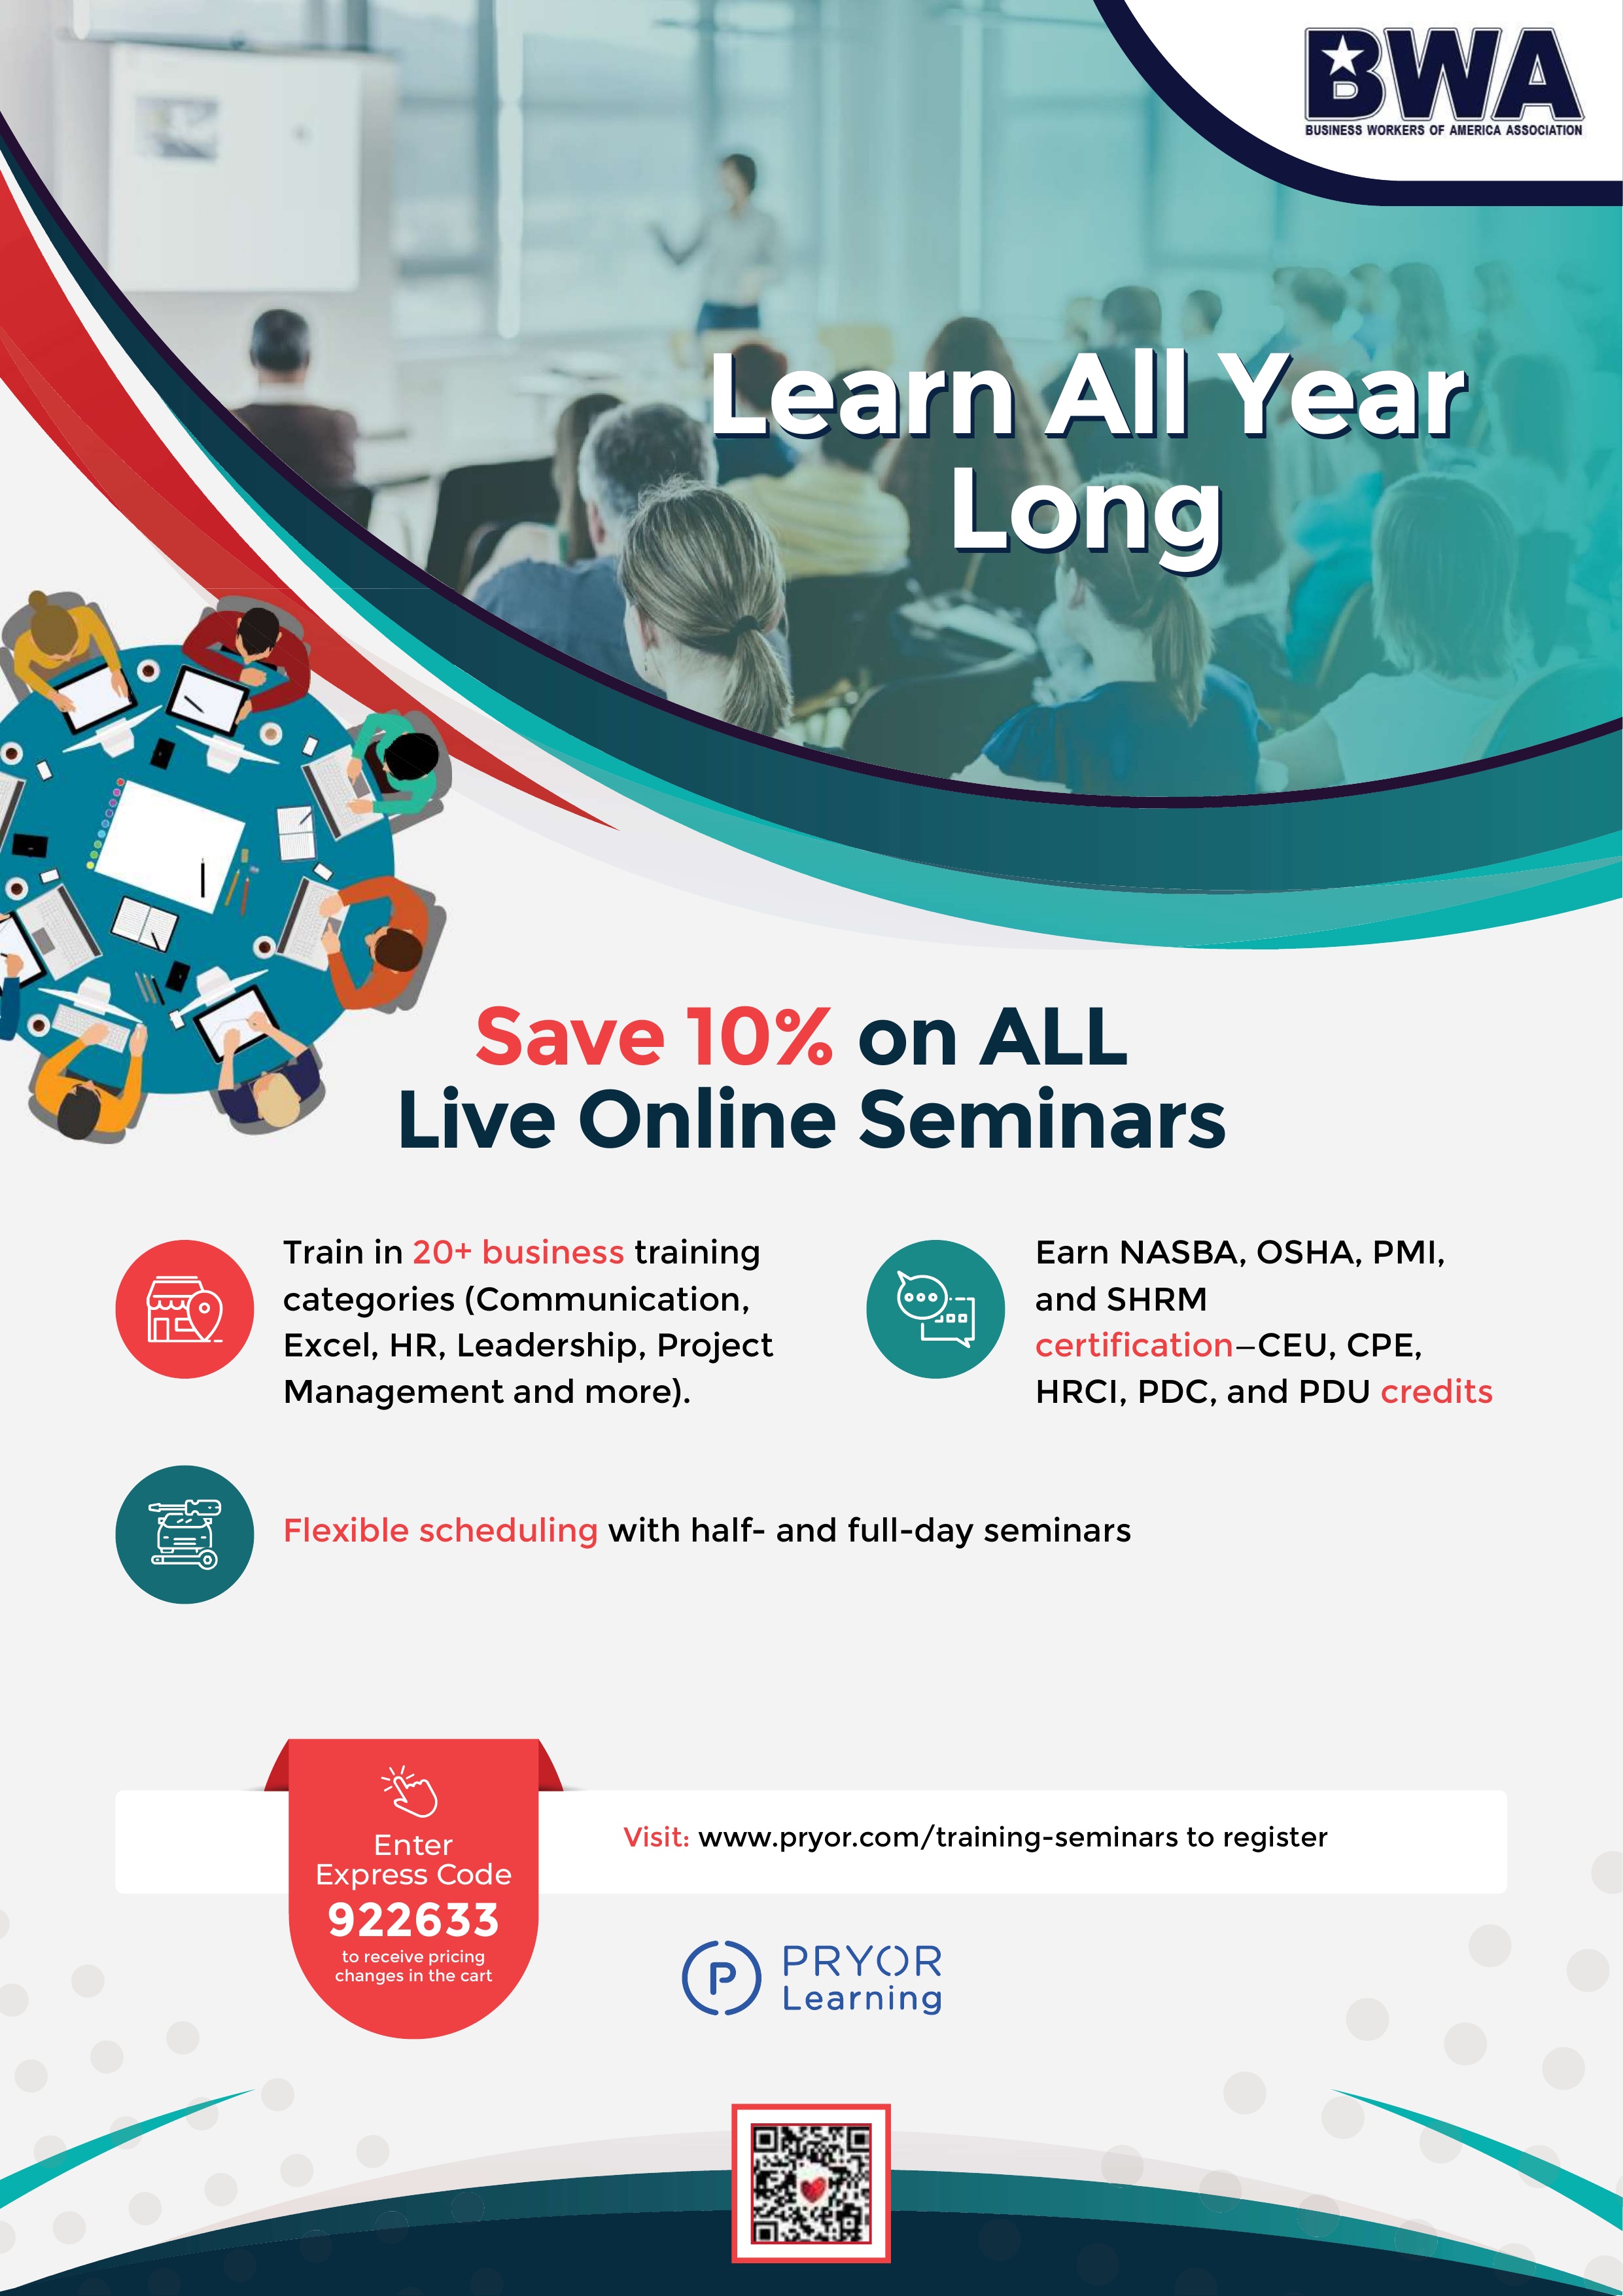 BWA
BUSINESS WORKERS OF AMERICA ASSOCIATION
Learn All Year
Long
Save 10% on ALL
Live Online Seminars
Train in 20+ business training
categories (Communication,
Excel, HR, Leadership, Project
Management and more).
Earn NASBA, OSHA, PMI,
and SHRM
certification—CEU, CPE,
HRCI, PDC, and PDU credits
Flexible scheduling with half- and full-day seminars
Enter
Express Code
922633
to receive pricing
changes in the cart
Visit: www.pryor.com/training-seminars to register
P
PRYOR
Learning